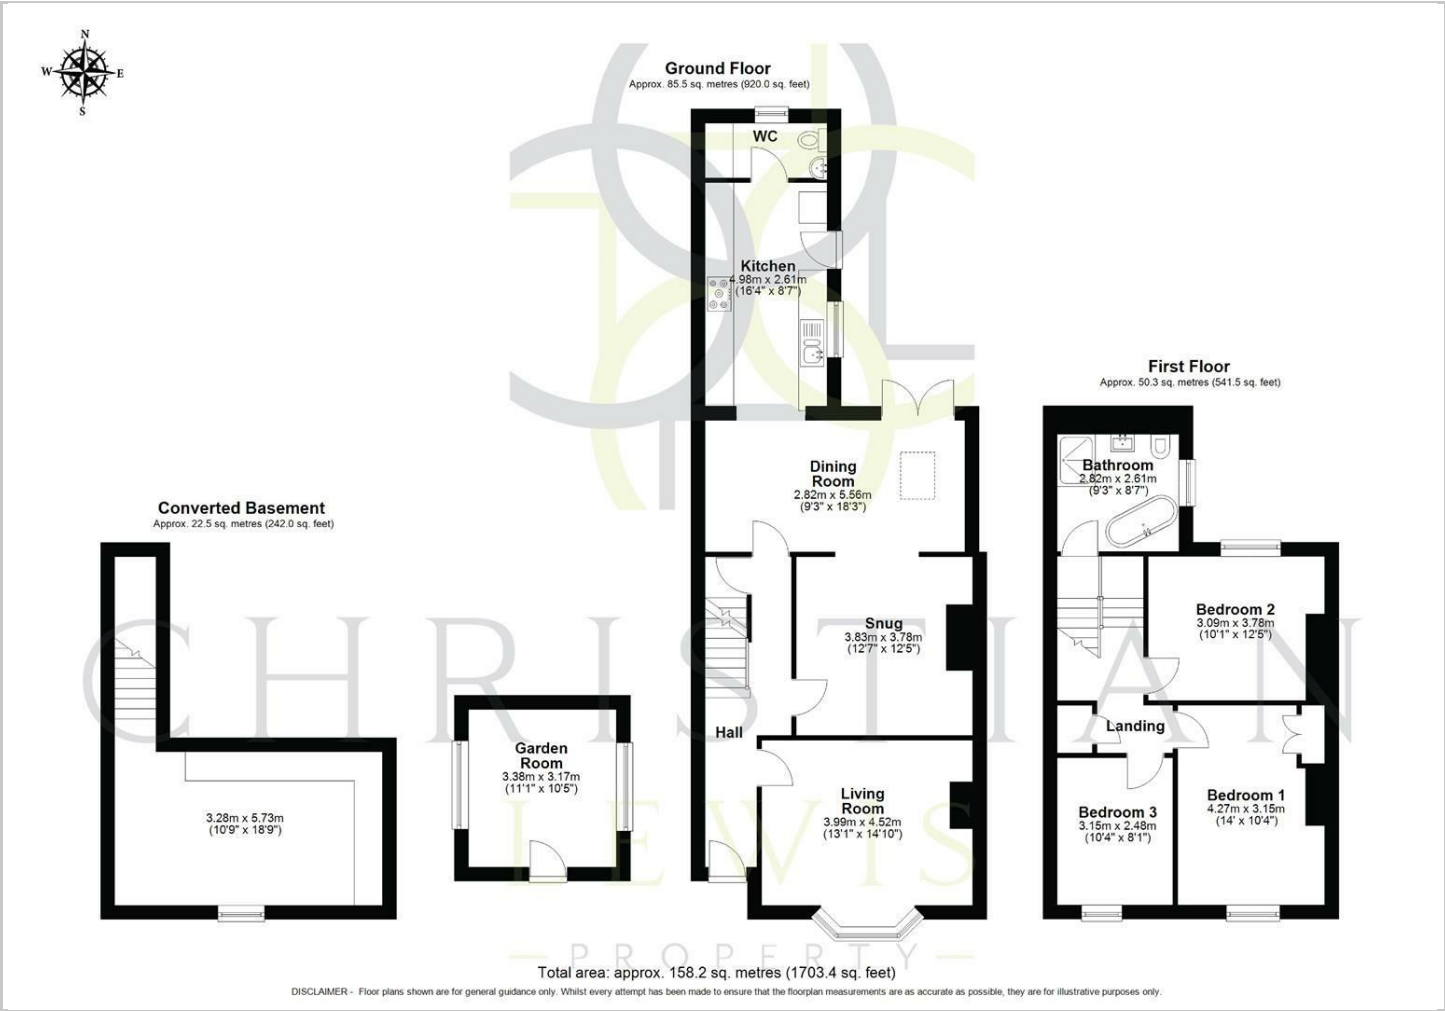 N
W E
S
Ground Floor
Approx. 85.5 sq. metres (920.0 sq. feet)
WC
Kitchen
4.98m x 2.61m
(16'4" x 8'7")
First Floor
Approx. 50.3 sq. metres (541.5 sq. feet)
Dining
Room
2.82m x 5.56m
(9'3" x 18'3")
Bathroom
2.82m x 2.61m
(9'3" x 8'7")
Converted Basement
Approx. 22.5 sq. metres (242.0 sq. feet)
Snug
3.83m x 3.78m
(12'7" x 12'5")
Bedroom 2
3.09m x 3.78m
(10'1" x 12'5")
Hall
Landing
Garden
Room
3.38m x 3.17m
(11'1" x 10'5")
3.28m x 5.73m
(10'9" x 18'9")
Living
Room
3.99m x 4.52m
(13'1" x 14'10")
Bedroom 3
3.15m x 2.48m
(10'4" x 8'1")
Bedroom 1
4.27m x 3.15m
(14' x 10'4")
CHRISTIAN
LEWIS
PROPERTY
Total area: approx. 158.2 sq. metres (1703.4 sq. feet)
DISCLAIMER - Floor plans shown are for general guidance only. Whilst every attempt has been made to ensure that the floorplan measurements are as accurate as possible, they are for illustrative purposes only.